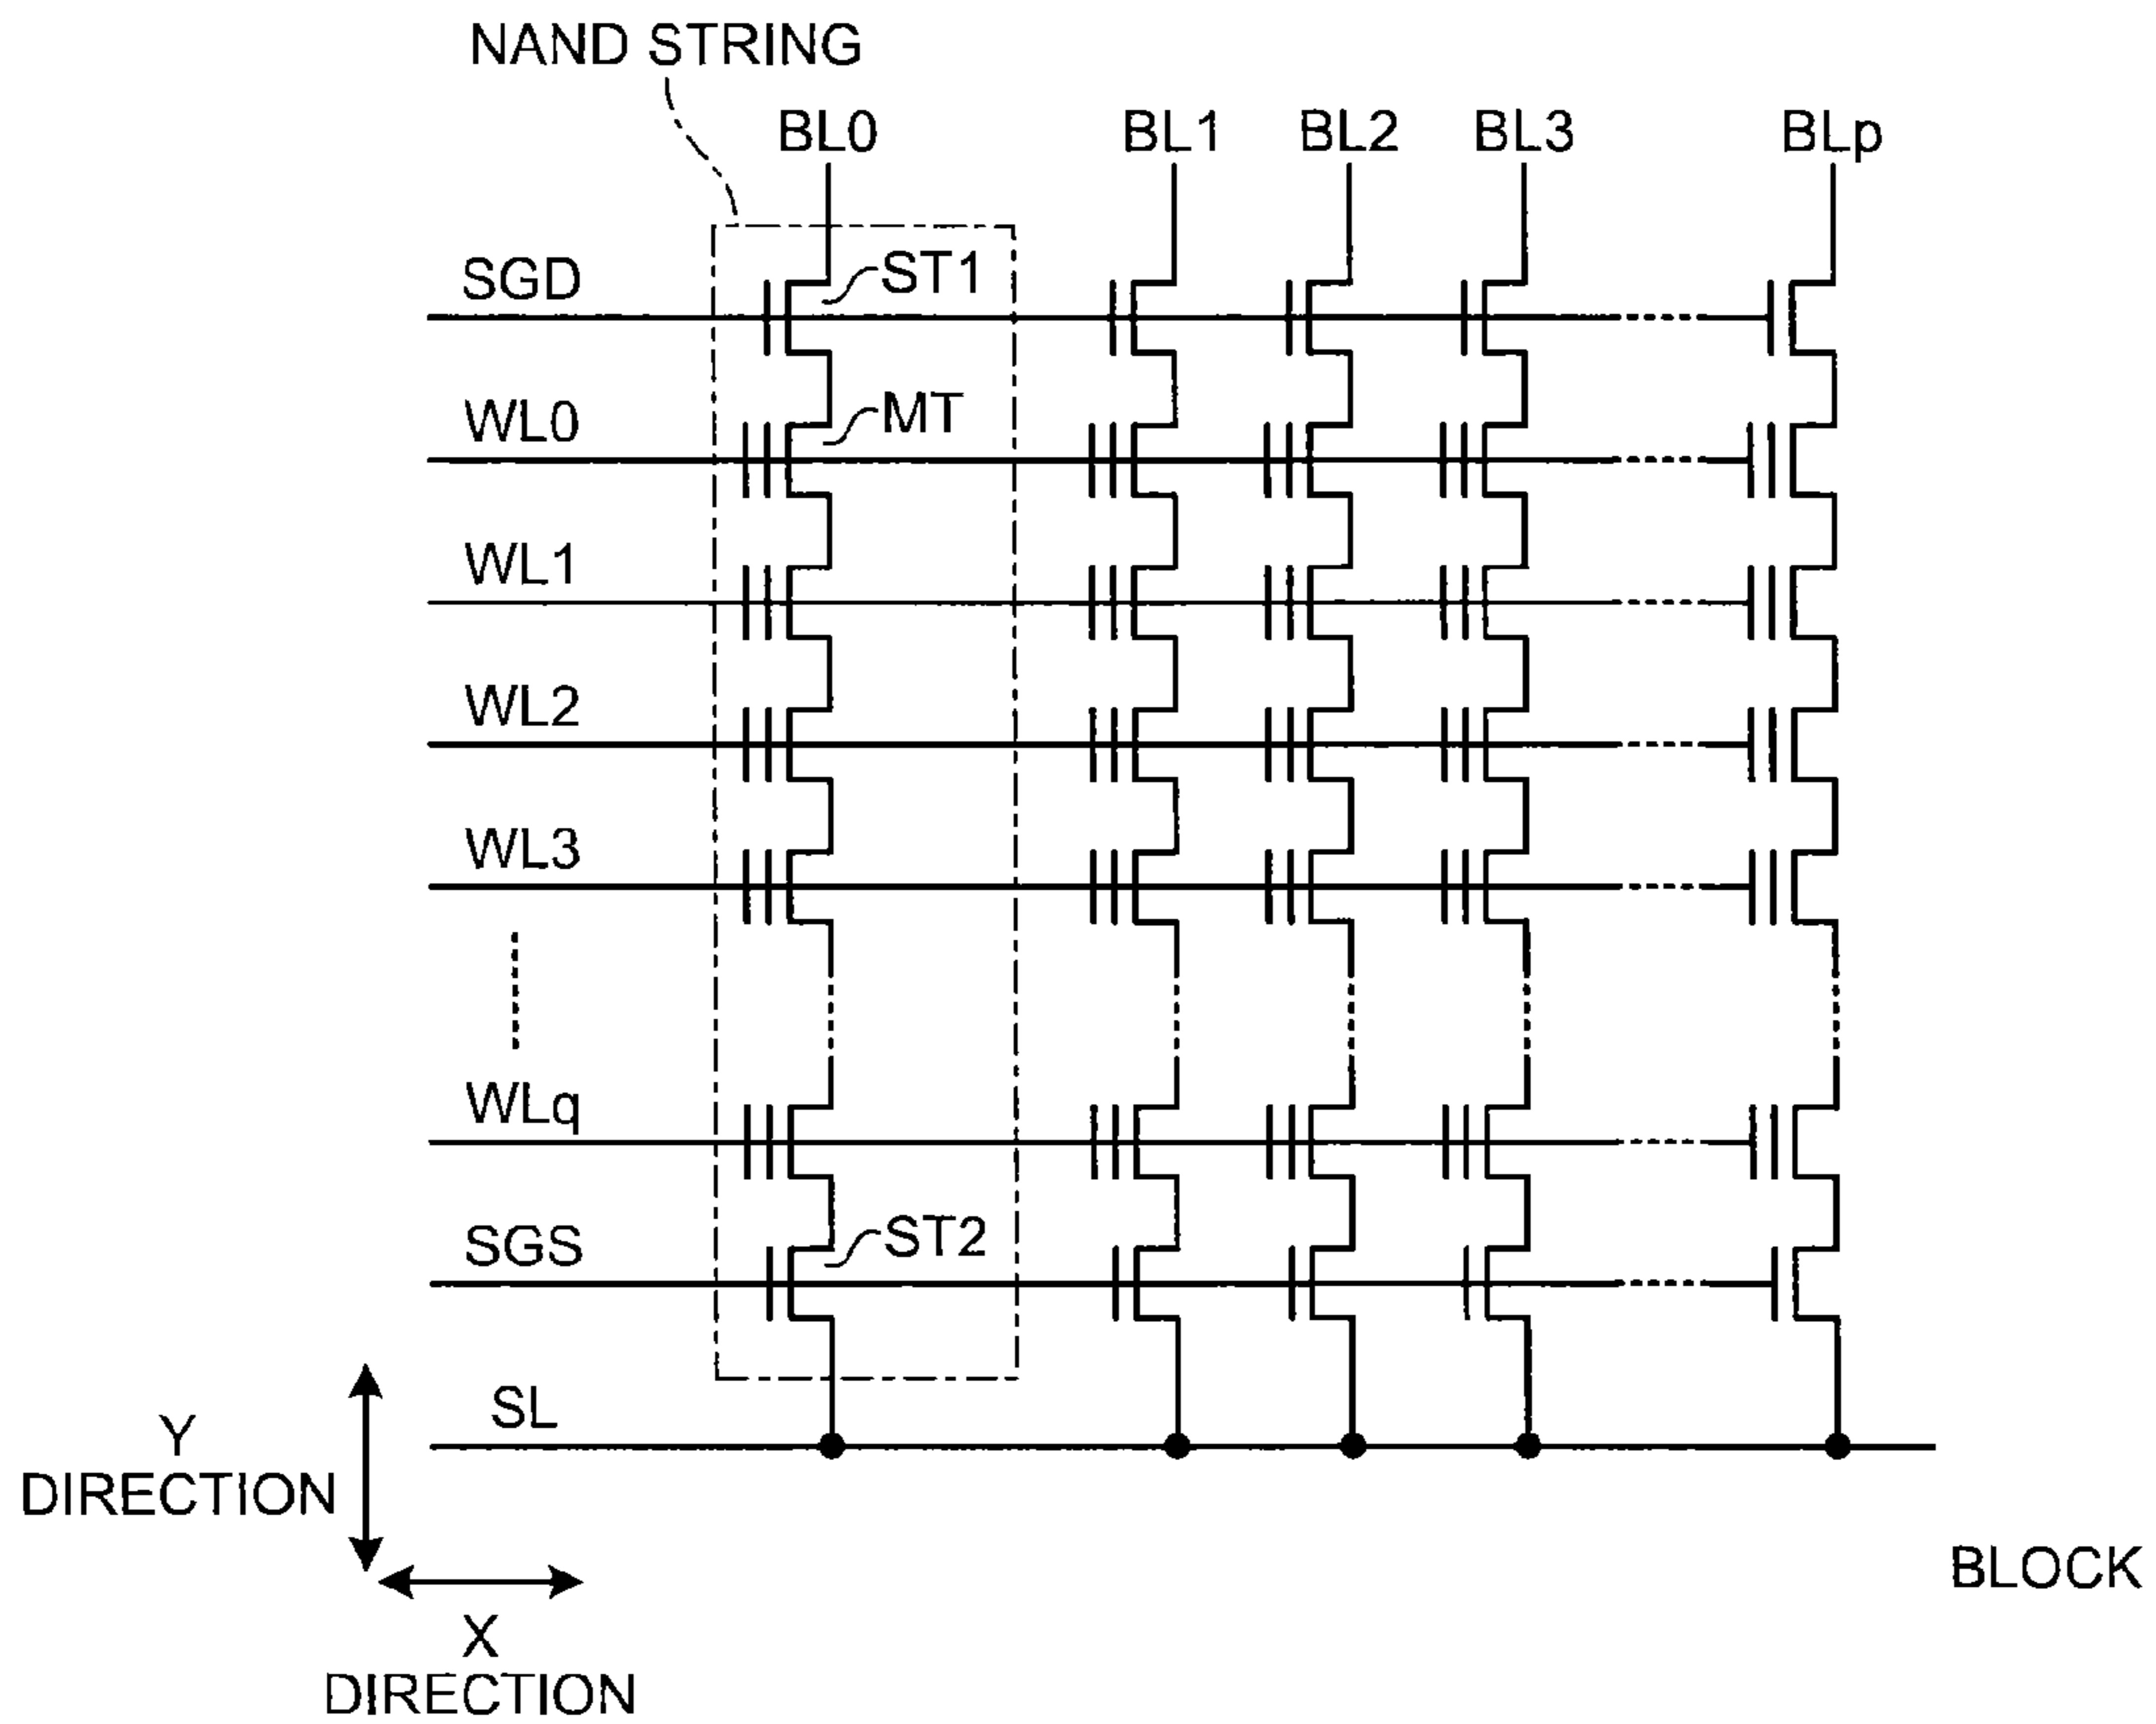 NAND STRING
BL0 BL1 BL2 BL3 BLp
SGD ST1
WL0 MT
WL1
WL2
WL3
WLq
SGS ST2
SL
Y
DIRECTION
X
DIRECTION
BLOCK